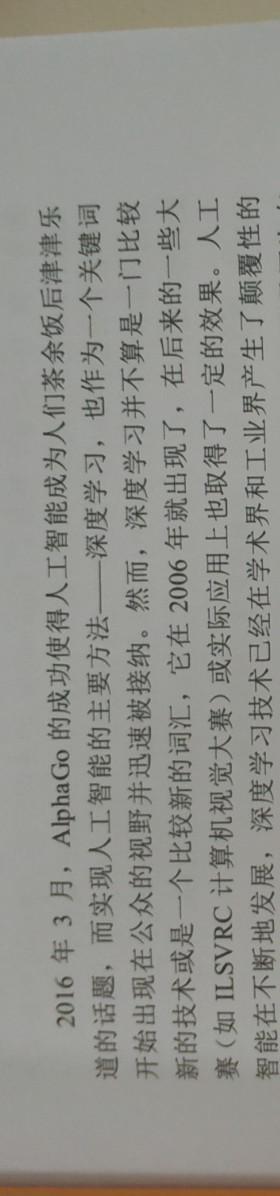 2016 年 3 月，AlphaGo 的成功使得人工智能成为人们茶余饭后津津乐
道的话题，而实现人工智能的主要方法——深度学习，也作为一个关键词
开始出现在公众的视野并迅速被接纳。然而，深度学习并不算是一门比较
新的技术或是一个比较新的词汇，它在 2006 年就出现了，在后来的一些大
赛（如 ILSVRC 计算机视觉大赛）或实际应用上也取得了一定的效果。人工
智能在不断地发展，深度学习技术已经在学术界和工业界产生了颠覆性的